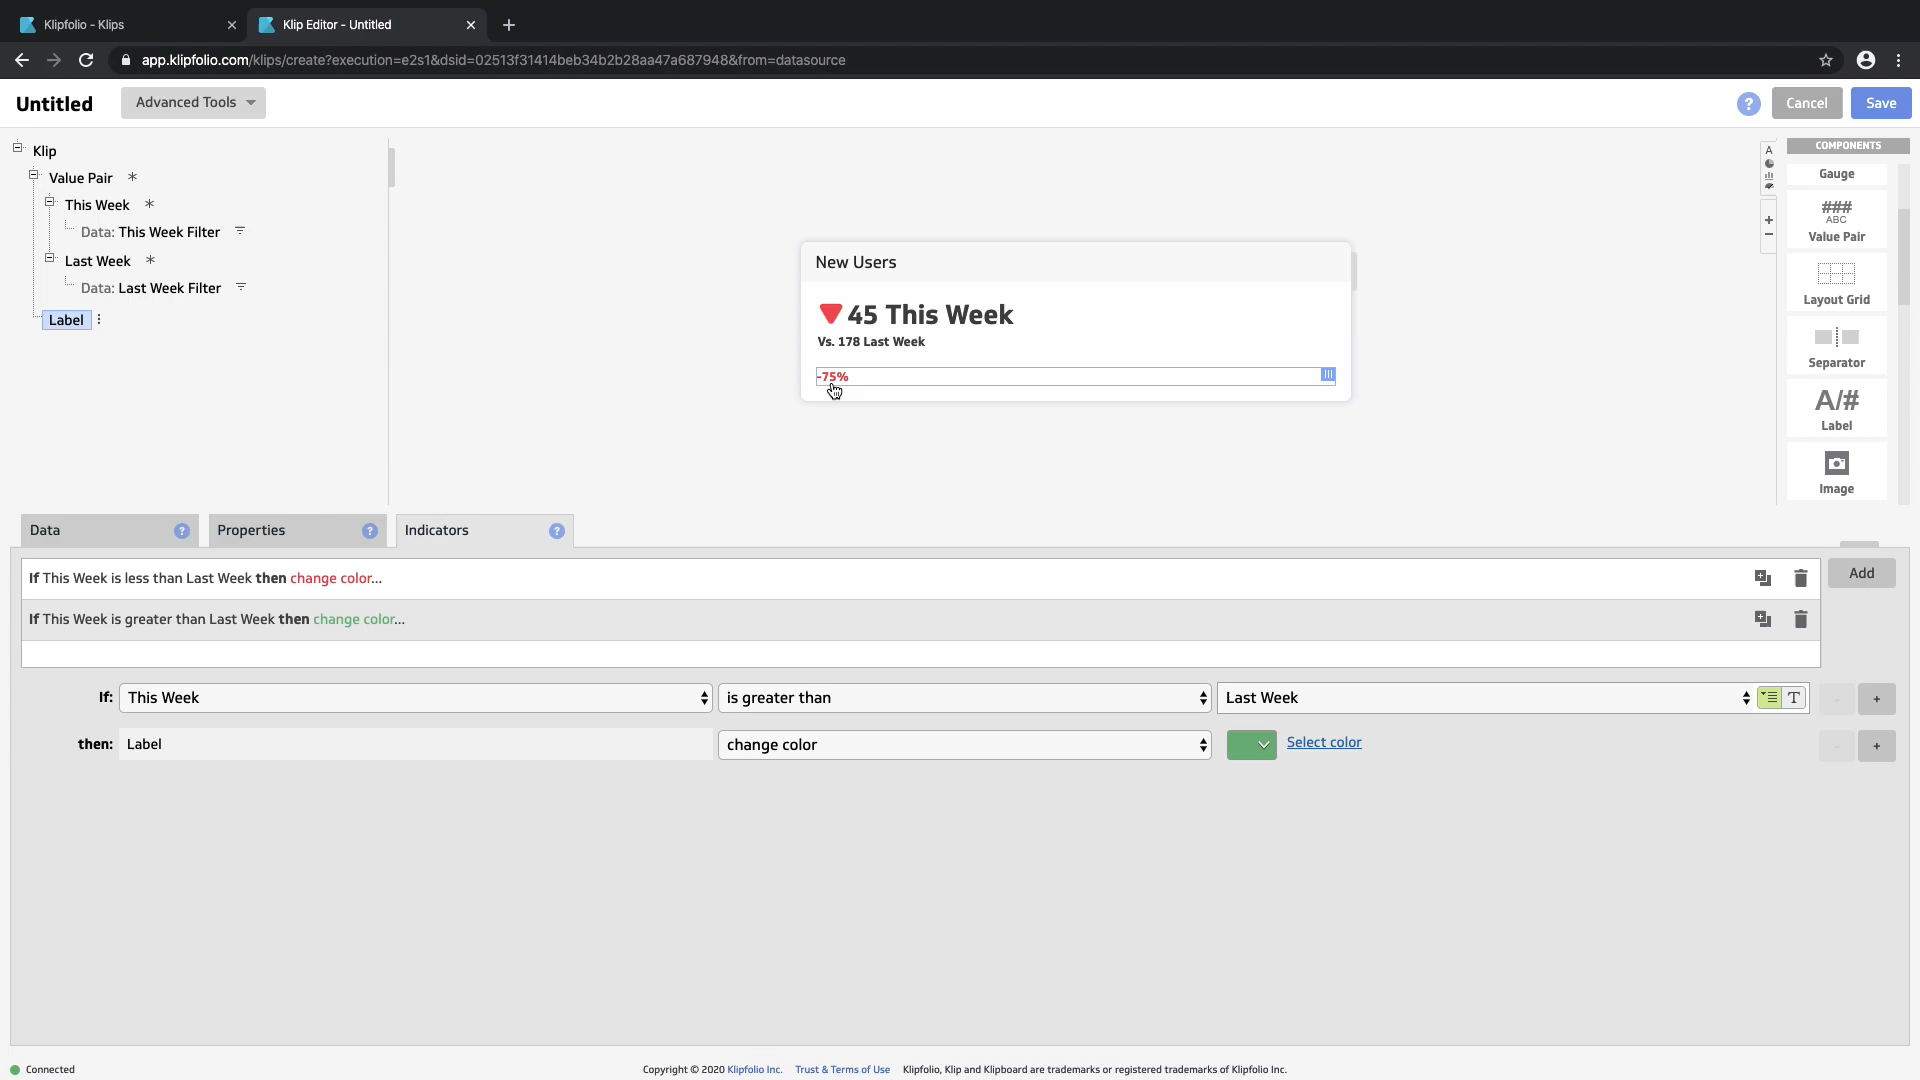 Klipfolio - Klips
Klip Editor - Untitled
app.klipfolio.com/klips/create?execution=e2s1&dsid=02513f31414beb34b2b28aa47a687948&from=datasource
Untitled
Advanced Tools
?
Cancel
Save
Klip
Value Pair *
This Week *
Data: This Week Filter
Last Week *
Data: Last Week Filter
Label
New Users
45 This Week
Vs. 178 Last Week
-75%
A
+
-
COMPONENTS
Gauge
###
ABC
Value Pair
Layout Grid
Separator
A/#
Label
Image
Data ?
Properties ?
Indicators ?
If This Week is less than Last Week then change color...
Add
If This Week is greater than Last Week then change color...
If: This Week is greater than Last Week T - +
then: Label change color Select color - +
Connected
Copyright © 2020 Klipfolio Inc. Trust & Terms of Use Klipfolio, Klip and Klipboard are trademarks or registered trademarks of Klipfolio Inc.